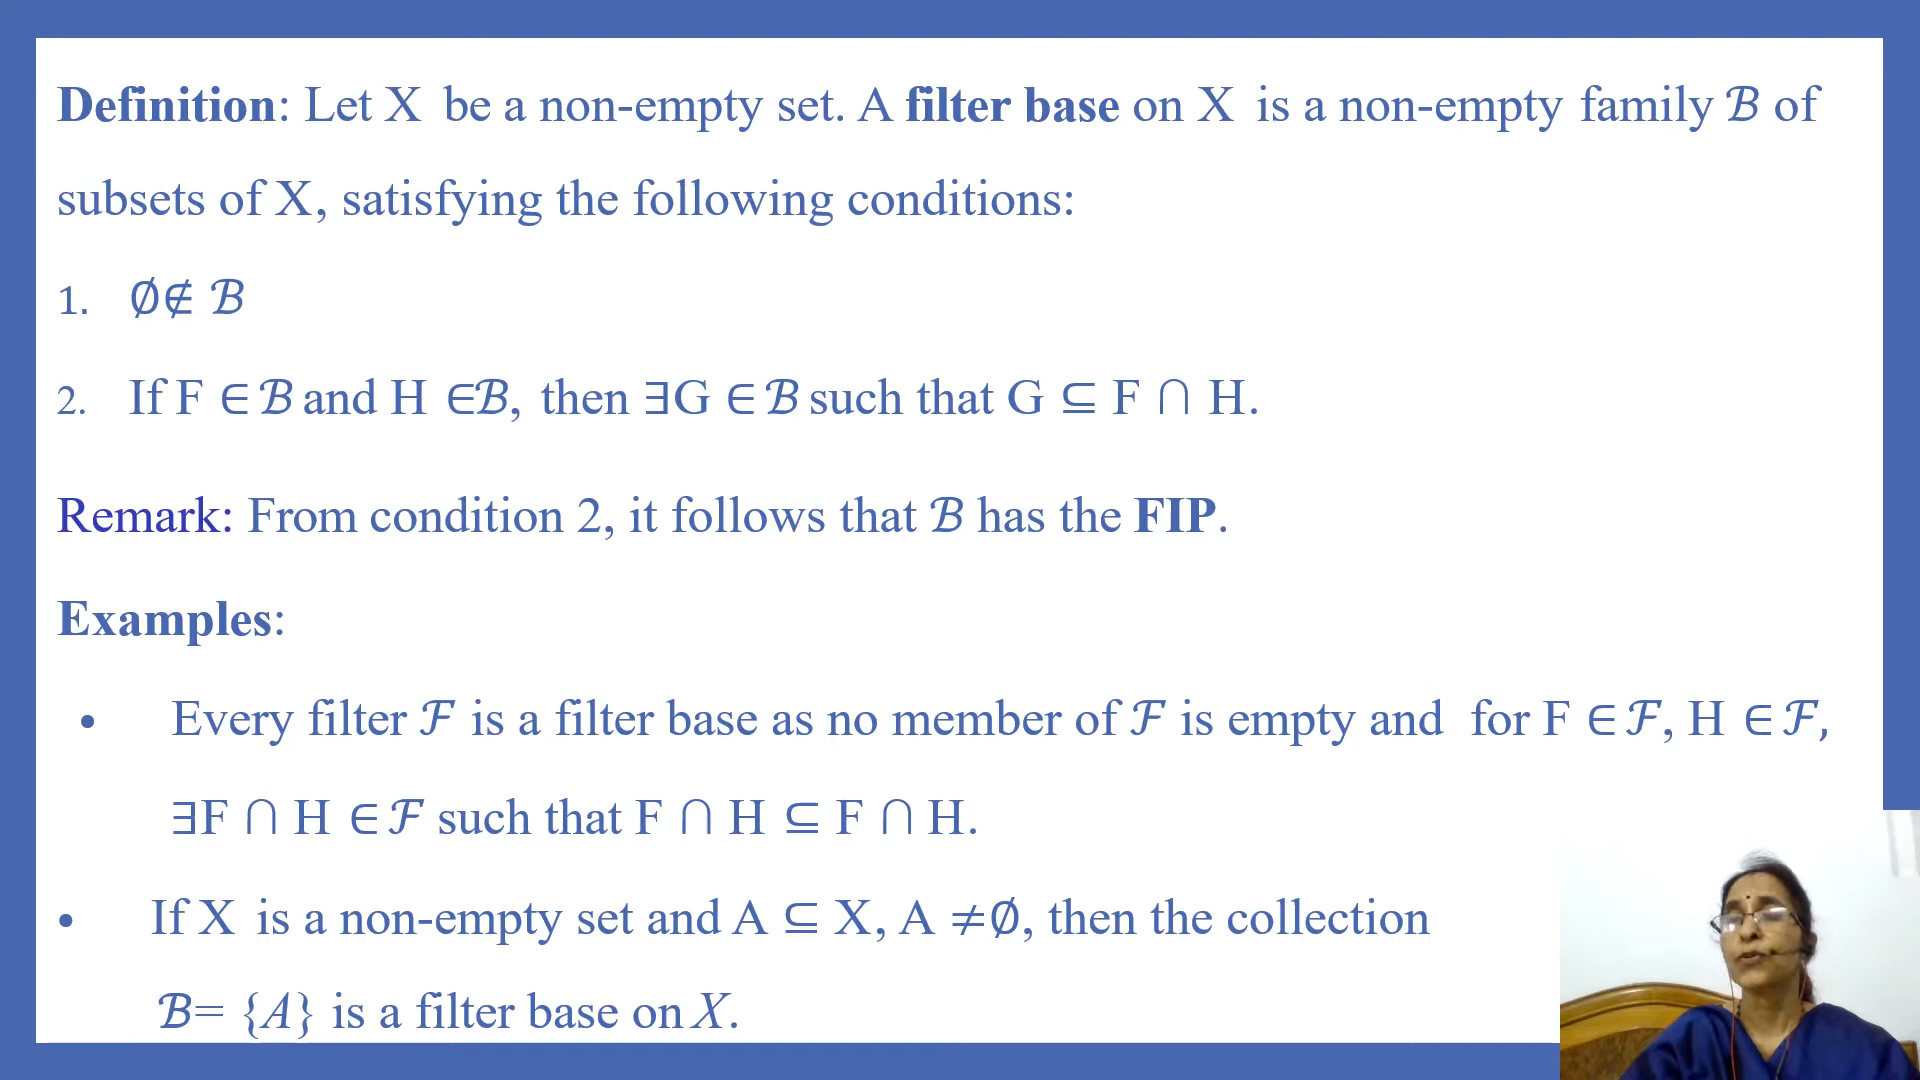 Definition: Let X be a non-empty set. A filter base on X is a non-empty family ℬ of
subsets of X, satisfying the following conditions:
1. ∅∉ ℬ
2. If F ∈ ℬ and H ∈ℬ, then ∃G ∈ ℬ such that G ⊆ F ∩ H.
Remark: From condition 2, it follows that ℬ has the FIP.
Examples:
• Every filter ℱ is a filter base as no member of ℱ is empty and for F ∈ ℱ, H ∈ ℱ,
∃F ∩ H ∈ ℱ such that F ∩ H ⊆ F ∩ H.
• If X is a non-empty set and A ⊆ X, A ≠∅, then the collection
ℬ= {A} is a filter base on X.